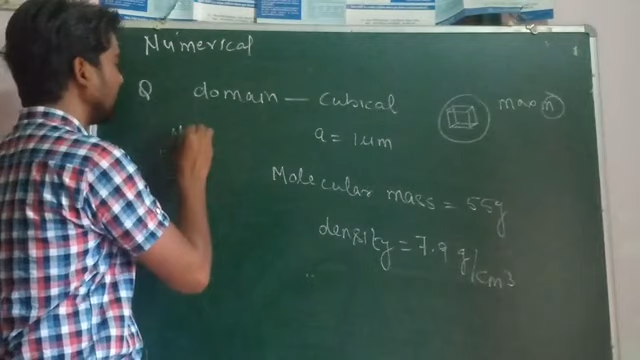 Numerical
Q domain — cubical
a = 1 μm
Molecular mass = 55g
density = 7.9 g/cm³